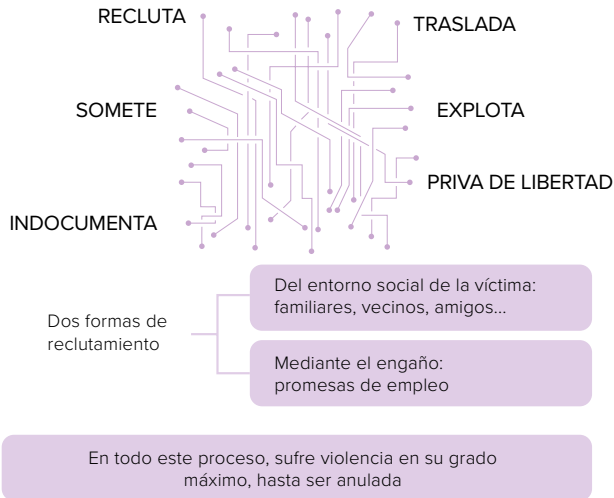 RECLUTA
TRASLADA
SOMETE
EXPLOTA
PRIVA DE LIBERTAD
INDOCUMENTA
Dos formas de
reclutamiento
Del entorno social de la víctima:
familiares, vecinos, amigos...
Mediante el engaño:
promesas de empleo
En todo este proceso, sufre violencia en su grado
máximo, hasta ser anulada